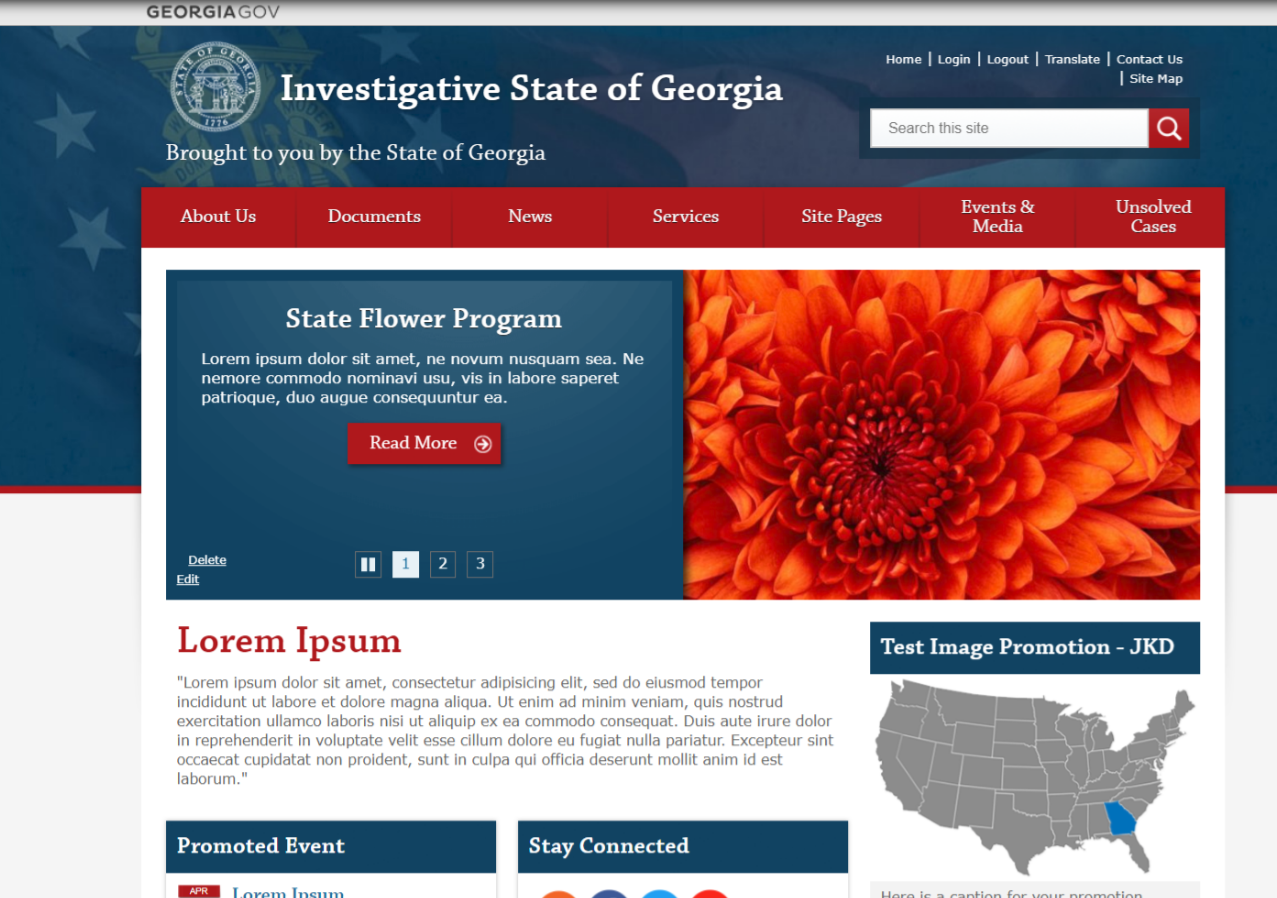 GEORGIAGOV
STATE OF GEORGIA
1776
Investigative State of Georgia
Brought to you by the State of Georgia
Home | Login | Logout | Translate | Contact Us
| Site Map
Search this site
About Us
Documents
News
Services
Site Pages
Events &
Media
Unsolved
Cases
State Flower Program
Lorem ipsum dolor sit amet, ne novum nusquam sea. Ne
nemore commodo nominavi usu, vis in labore saperet
patrioque, duo augue consequuntur ea.
Read More
Delete
Edit
1 2 3
Lorem Ipsum
"Lorem ipsum dolor sit amet, consectetur adipisicing elit, sed do eiusmod tempor
incididunt ut labore et dolore magna aliqua. Ut enim ad minim veniam, quis nostrud
exercitation ullamco laboris nisi ut aliquip ex ea commodo consequat. Duis aute irure dolor
in reprehenderit in voluptate velit esse cillum dolore eu fugiat nulla pariatur. Excepteur sint
occaecat cupidatat non proident, sunt in culpa qui officia deserunt mollit anim id est
laborum."
Test Image Promotion - JKD
Here is a caption for your promotion
Promoted Event
APR
Lorem Ipsum
Stay Connected